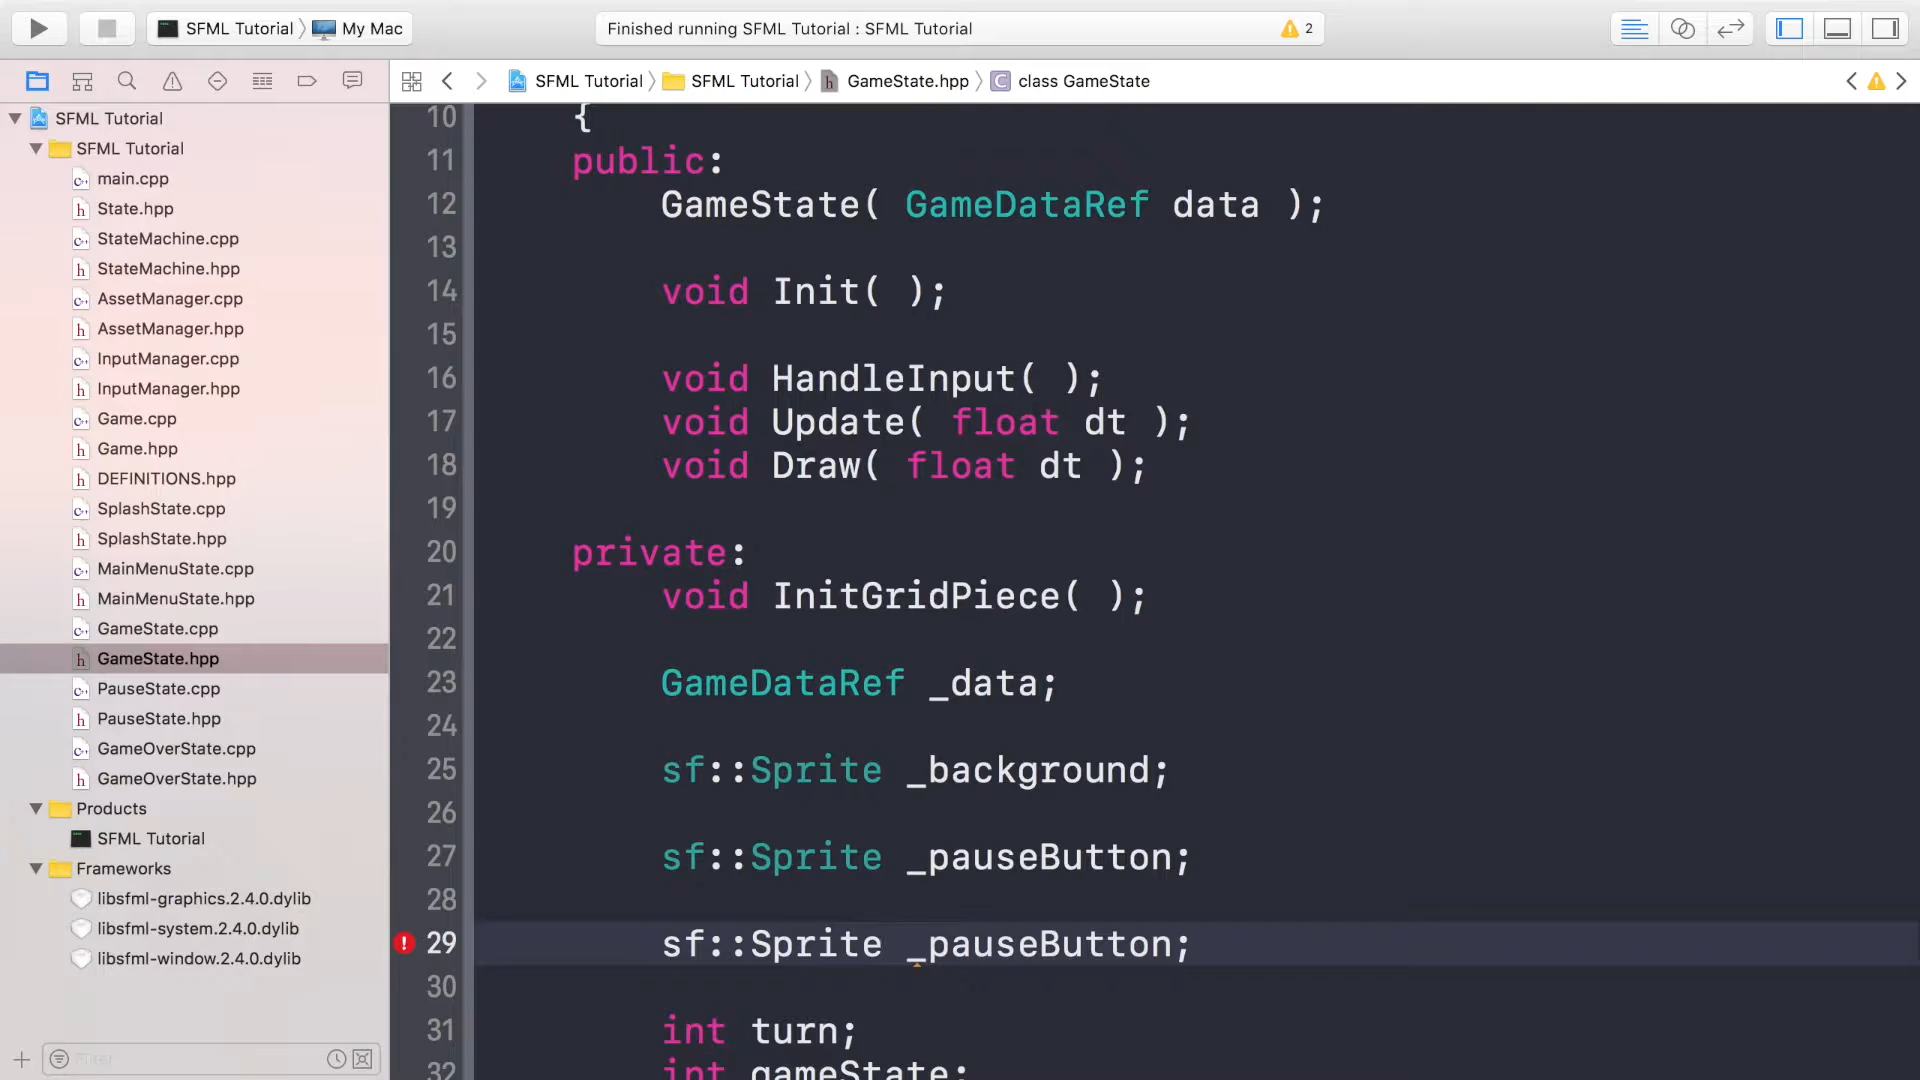 SFML Tutorial 〉 My Mac
Finished running SFML Tutorial : SFML Tutorial
2
SFML Tutorial 〉 SFML Tutorial 〉 GameState.hpp 〉 C class GameState
SFML Tutorial
SFML Tutorial
main.cpp
State.hpp
StateMachine.cpp
StateMachine.hpp
AssetManager.cpp
AssetManager.hpp
InputManager.cpp
InputManager.hpp
Game.cpp
Game.hpp
DEFINITIONS.hpp
SplashState.cpp
SplashState.hpp
MainMenuState.cpp
MainMenuState.hpp
GameState.cpp
GameState.hpp
PauseState.cpp
PauseState.hpp
GameOverState.cpp
GameOverState.hpp
Products
SFML Tutorial
Frameworks
libsfml-graphics.2.4.0.dylib
libsfml-system.2.4.0.dylib
libsfml-window.2.4.0.dylib
Filter
10 {
11 public:
12 GameState( GameDataRef data );
13
14 void Init( );
15
16 void HandleInput( );
17 void Update( float dt );
18 void Draw( float dt );
19
20 private:
21 void InitGridPiece( );
22
23 GameDataRef _data;
24
25 sf::Sprite _background;
26
27 sf::Sprite _pauseButton;
28
29 sf::Sprite _pauseButton;
30
31 int turn;
32 int gameState;